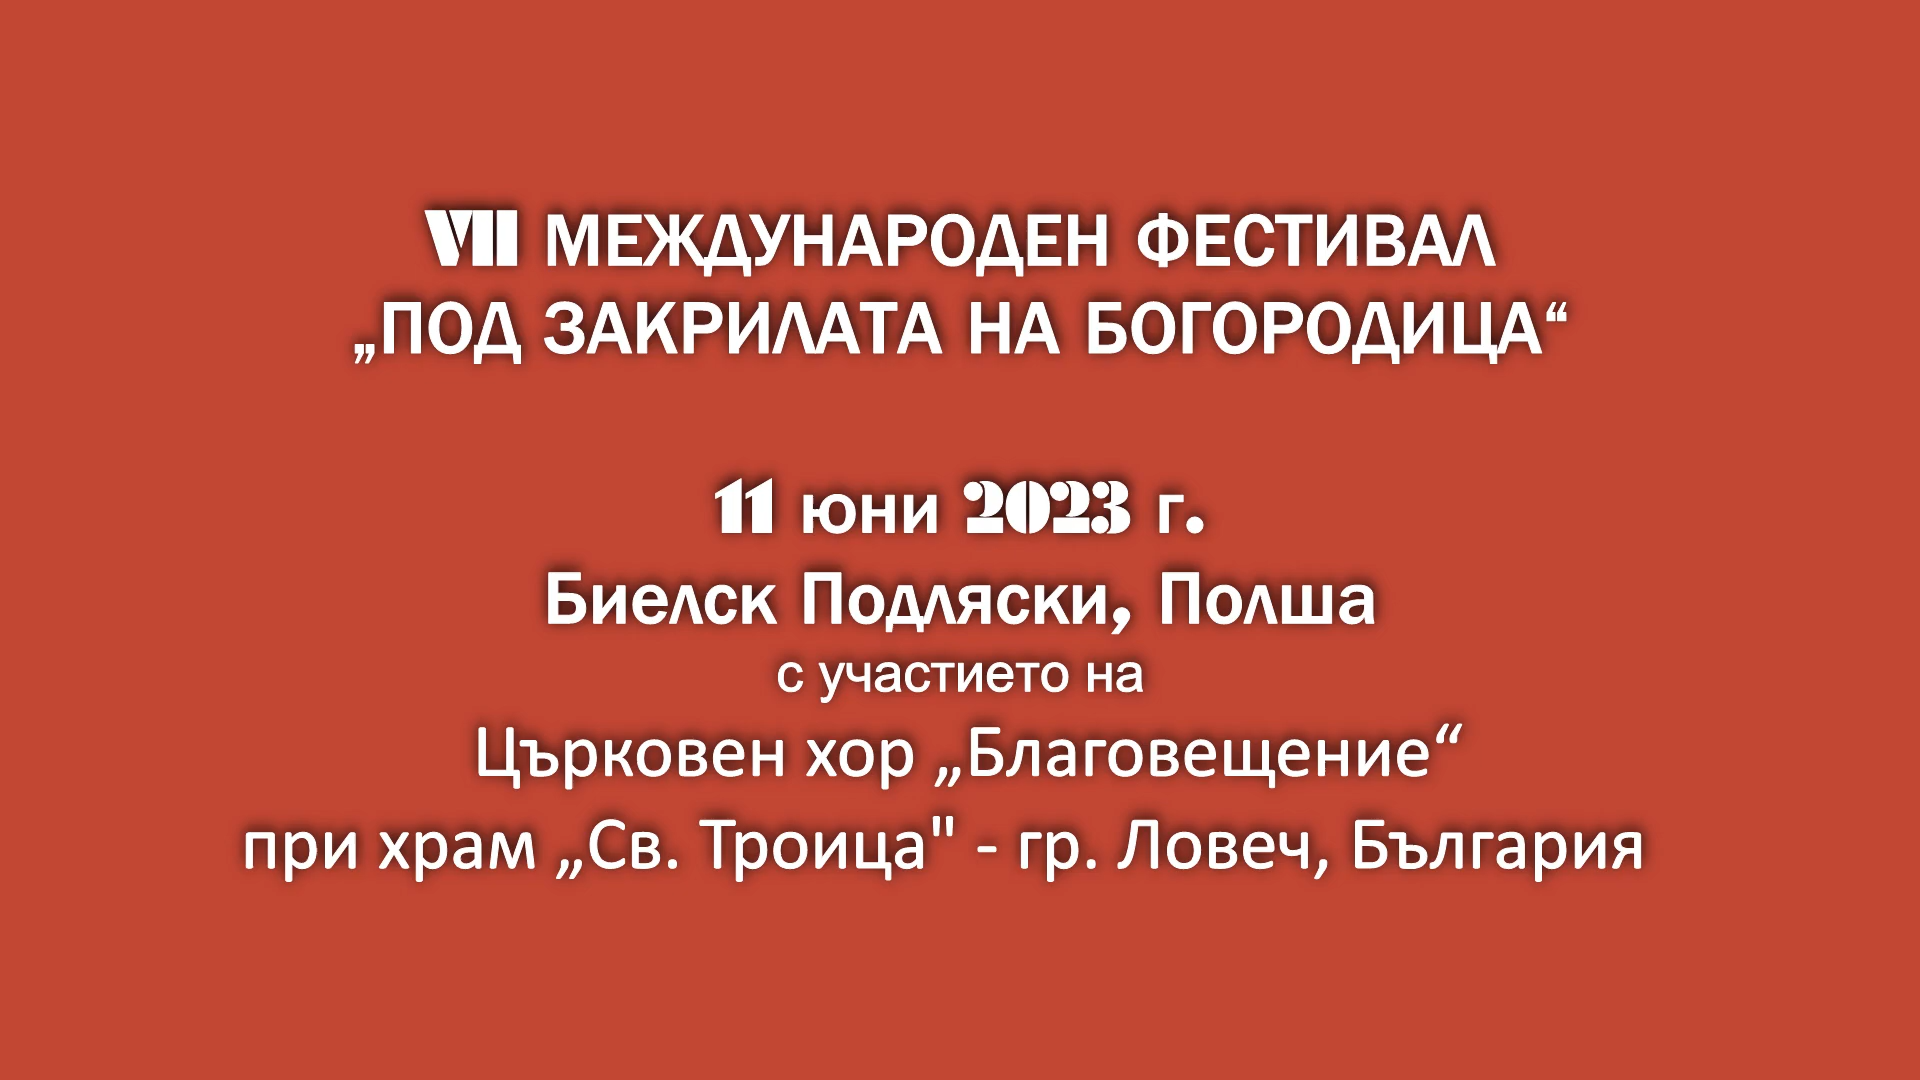 VII МЕЖДУНАРОДЕН ФЕСТИВАЛ
„ПОД ЗАКРИЛАТА НА БОГОРОДИЦА“
11 юни 2023 г.
Биелск Подляски, Полша
с участието на
Църковен хор „Благовещение“
при храм „Св. Троица" - гр. Ловеч, България